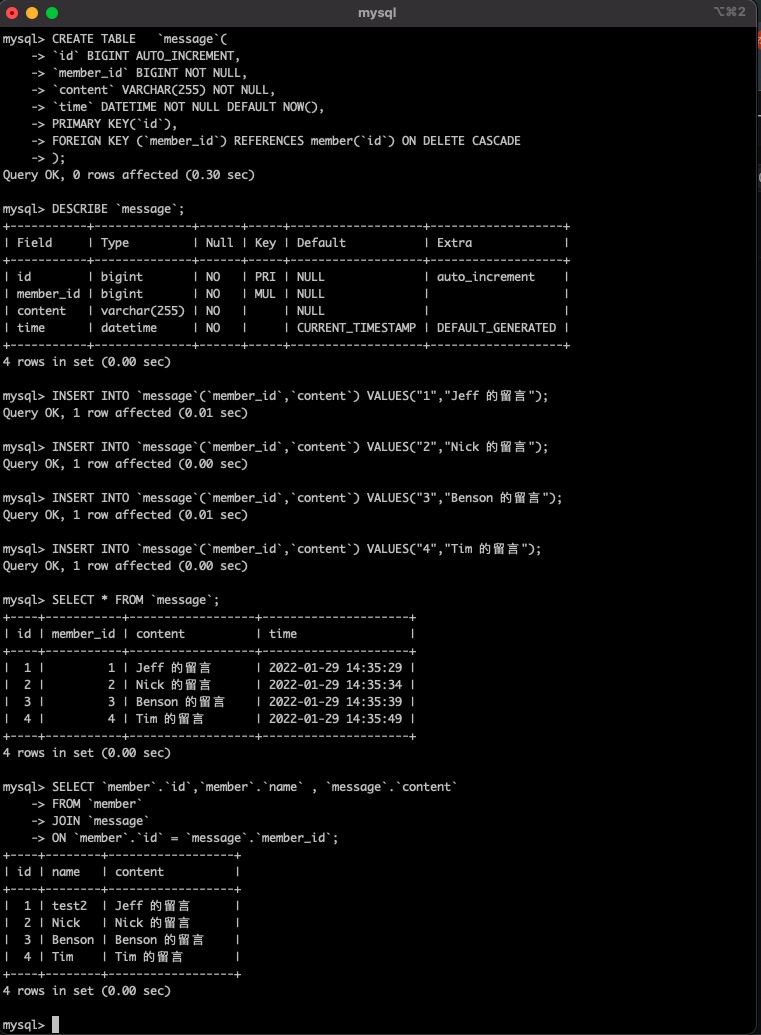 mysql
⌥⌘2
mysql> CREATE TABLE   `message`(
    -> `id` BIGINT AUTO_INCREMENT,
    -> `member_id` BIGINT NOT NULL,
    -> `content` VARCHAR(255) NOT NULL,
    -> `time` DATETIME NOT NULL DEFAULT NOW(),
    -> PRIMARY KEY(`id`),
    -> FOREIGN KEY (`member_id`) REFERENCES member(`id`) ON DELETE CASCADE
    -> );
Query OK, 0 rows affected (0.30 sec)
mysql> DESCRIBE `message`;
+-----------+--------------+------+-----+-------------------+-------------------+
| Field     | Type         | Null | Key | Default           | Extra             |
+-----------+--------------+------+-----+-------------------+-------------------+
| id        | bigint       | NO   | PRI | NULL              | auto_increment    |
| member_id | bigint       | NO   | MUL | NULL              |                   |
| content   | varchar(255) | NO   |     | NULL              |                   |
| time      | datetime     | NO   |     | CURRENT_TIMESTAMP | DEFAULT_GENERATED |
+-----------+--------------+------+-----+-------------------+-------------------+
4 rows in set (0.00 sec)
mysql> INSERT INTO `message`(`member_id`,`content`) VALUES("1","Jeff 的留言");
Query OK, 1 row affected (0.01 sec)
mysql> INSERT INTO `message`(`member_id`,`content`) VALUES("2","Nick 的留言");
Query OK, 1 row affected (0.00 sec)
mysql> INSERT INTO `message`(`member_id`,`content`) VALUES("3","Benson 的留言");
Query OK, 1 row affected (0.01 sec)
mysql> INSERT INTO `message`(`member_id`,`content`) VALUES("4","Tim 的留言");
Query OK, 1 row affected (0.00 sec)
mysql> SELECT * FROM `message`;
+----+-----------+------------------+---------------------+
| id | member_id | content          | time                |
+----+-----------+------------------+---------------------+
|  1 |         1 | Jeff 的留言      | 2022-01-29 14:35:29 |
|  2 |         2 | Nick 的留言      | 2022-01-29 14:35:34 |
|  3 |         3 | Benson 的留言    | 2022-01-29 14:35:39 |
|  4 |         4 | Tim 的留言       | 2022-01-29 14:35:49 |
+----+-----------+------------------+---------------------+
4 rows in set (0.00 sec)
mysql> SELECT `member`.`id`,`member`.`name` , `message`.`content`
    -> FROM `member`
    -> JOIN `message`
    -> ON `member`.`id` = `message`.`member_id`;
+----+--------+------------------+
| id | name   | content          |
+----+--------+------------------+
|  1 | test2  | Jeff 的留言      |
|  2 | Nick   | Nick 的留言      |
|  3 | Benson | Benson 的留言    |
|  4 | Tim    | Tim 的留言       |
+----+--------+------------------+
4 rows in set (0.00 sec)
mysql>